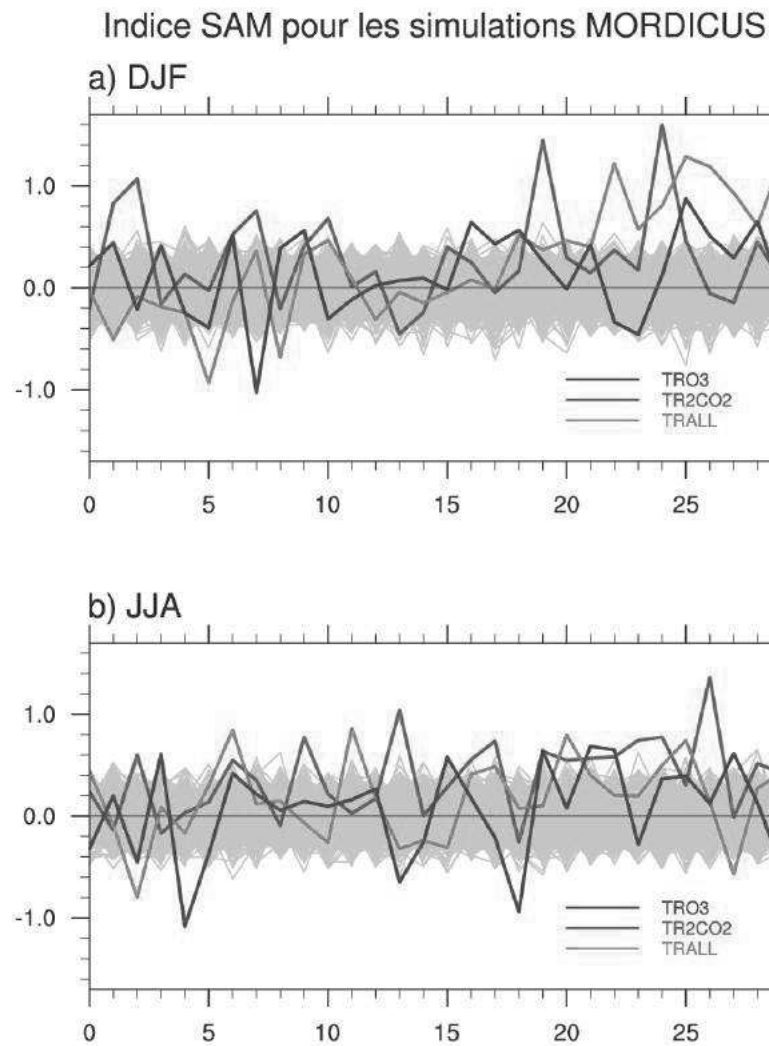 Indice SAM pour les simulations MORDICUS
a) DJF
1.0
0.0
-1.0
TRO3
TR2CO2
TRALL
0 5 10 15 20 25
b) JJA
1.0
0.0
-1.0
TRO3
TR2CO2
TRALL
0 5 10 15 20 25